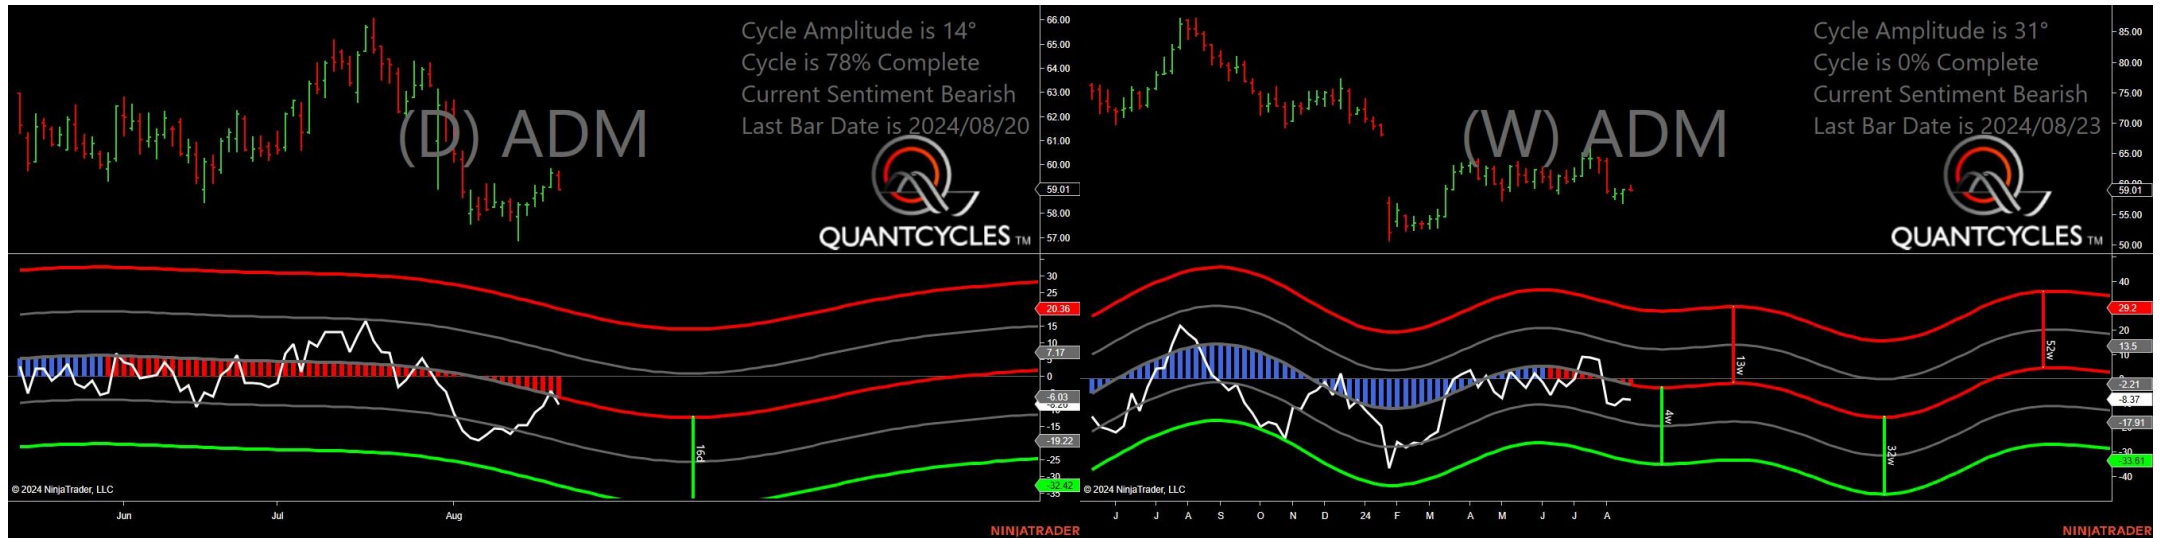 Cycle Amplitude is 14°
Cycle is 78% Complete
Current Sentiment Bearish
Last Bar Date is 2024/08/20
(D) ADM
QUANTCYCLES TM
66.00
65.00
64.00
63.00
62.00
61.00
60.00
59.01
58.00
57.00
30
25
20.36
15
10
7.17
0
-6.03
-15
-19.22
-25
-30
-32.42
-35
16d
© 2024 NinjaTrader, LLC
Jun
Jul
Aug
NINJATRADER
Cycle Amplitude is 31°
Cycle is 0% Complete
Current Sentiment Bearish
Last Bar Date is 2024/08/23
(W) ADM
QUANTCYCLES TM
85.00
80.00
75.00
70.00
65.00
59.01
55.00
50.00
40
29.2
20
13.5
10
-2.21
-8.37
-17.91
-30
-33.61
-40
4w
13w
32w
52w
© 2024 NinjaTrader, LLC
J
J
A
S
O
N
D
24
F
M
A
M
J
J
A
NINJATRADER